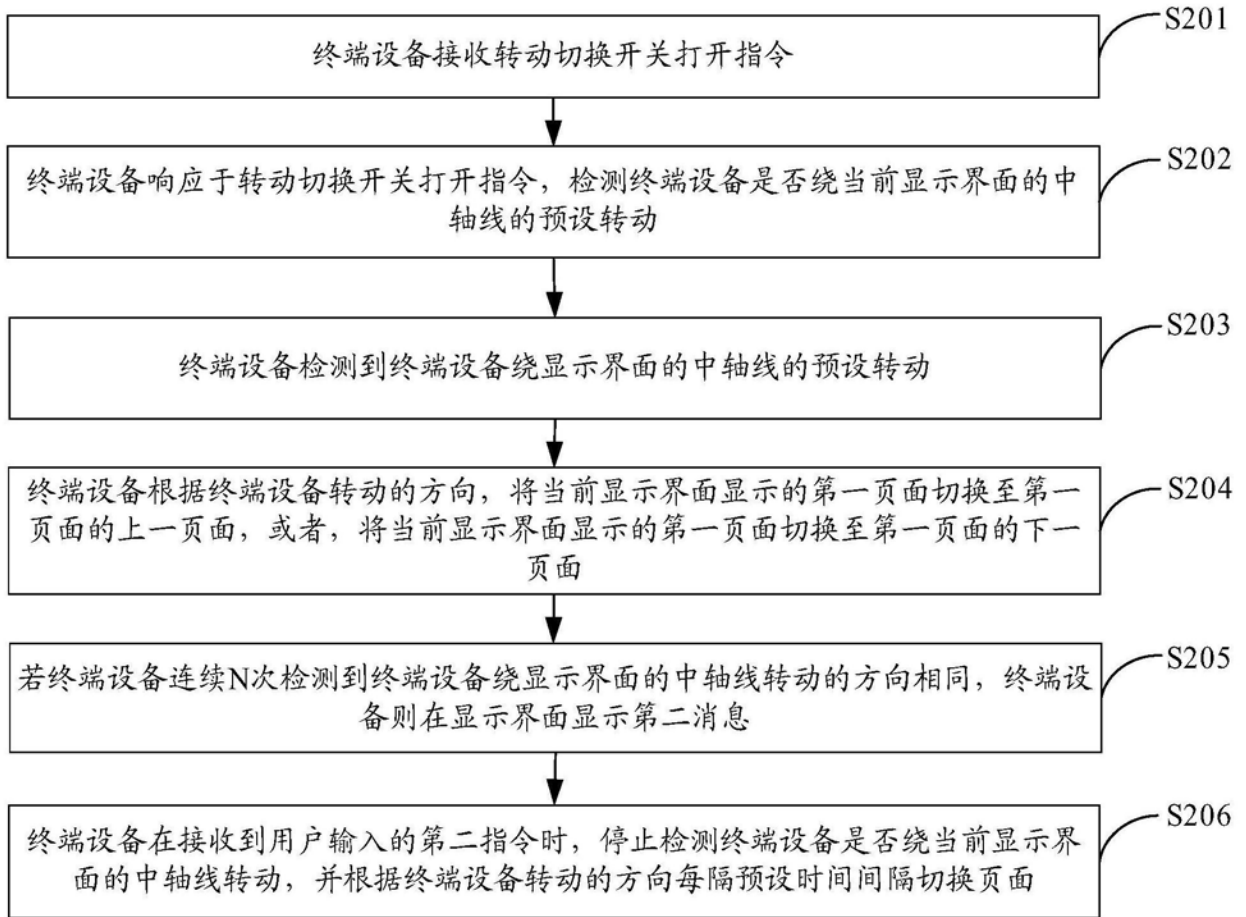 S201
终端设备接收转动切换开关打开指令
S202
终端设备响应于转动切换开关打开指令，检测终端设备是否绕当前显示界面的中
轴线的预设转动
S203
终端设备检测到终端设备绕显示界面的中轴线的预设转动
S204
终端设备根据终端设备转动的方向，将当前显示界面显示的第一页面切换至第一
页面的上一页面，或者，将当前显示界面显示的第一页面切换至第一页面的下一
页面
S205
若终端设备连续N次检测到终端设备绕显示界面的中轴线转动的方向相同，终端设
备则在显示界面显示第二消息
S206
终端设备在接收到用户输入的第二指令时，停止检测终端设备是否绕当前显示界
面的中轴线转动，并根据终端设备转动的方向每隔预设时间间隔切换页面